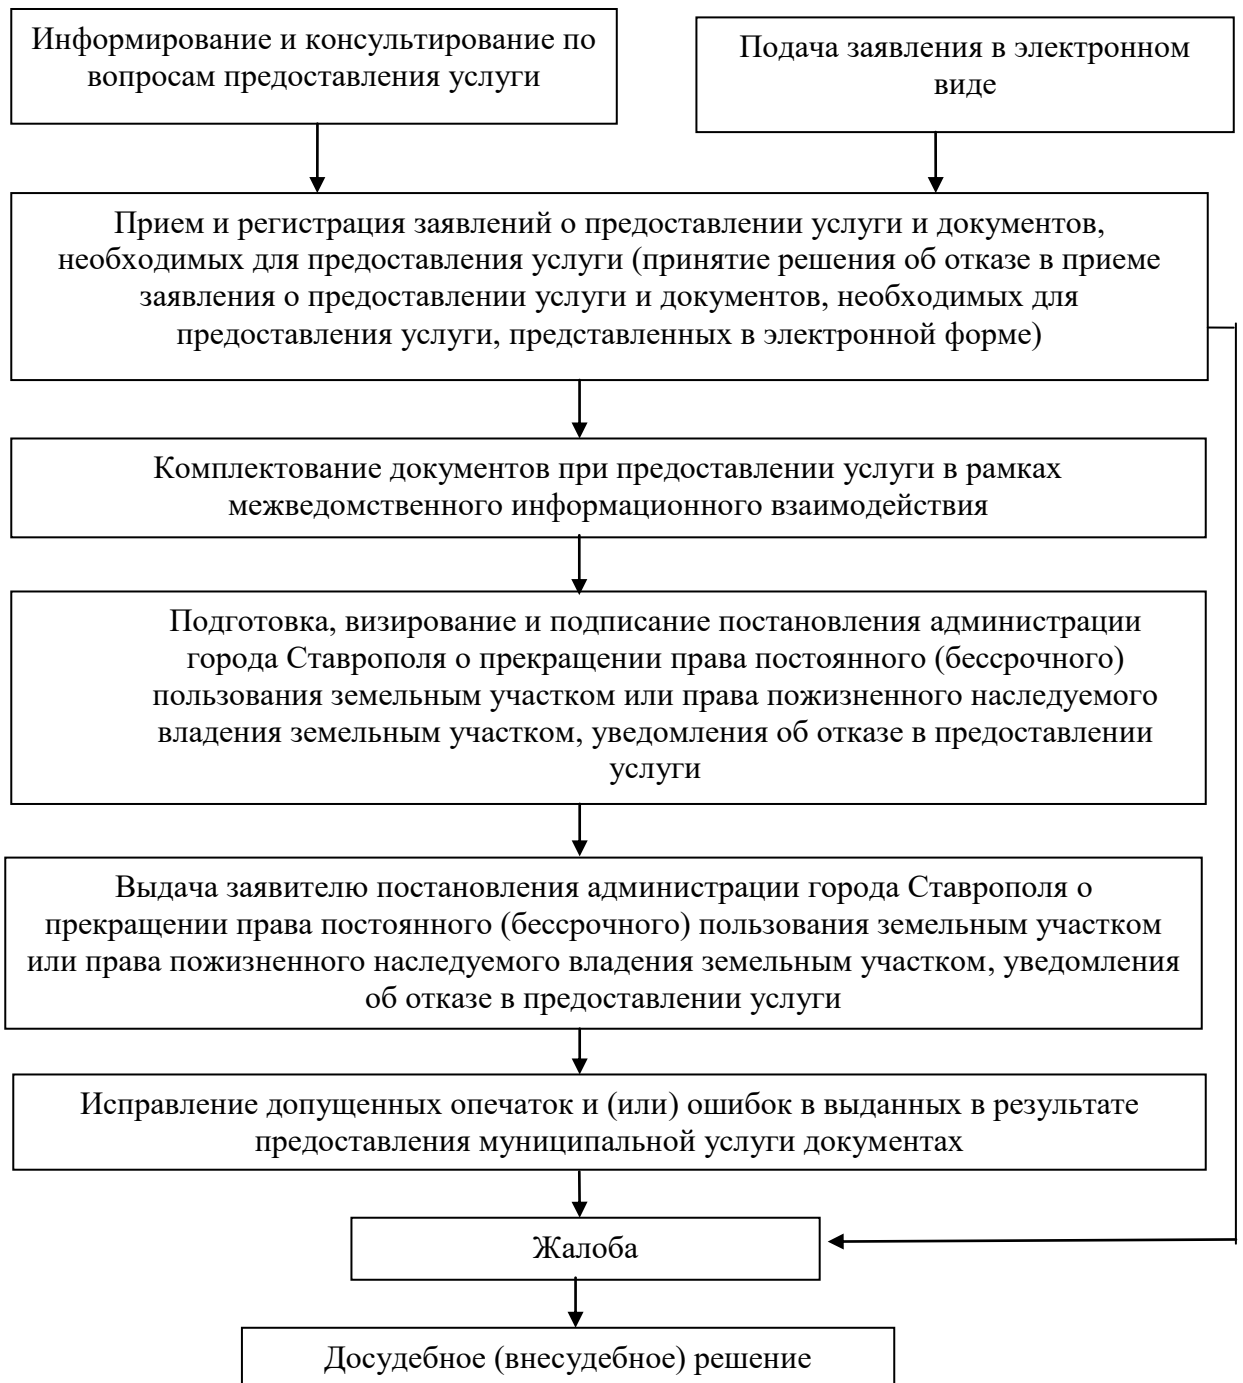 Информирование и консультирование по
вопросам предоставления услуги
Подача заявления в электронном
виде
Прием и регистрация заявлений о предоставлении услуги и документов,
необходимых для предоставления услуги (принятие решения об отказе в приеме
заявления о предоставлении услуги и документов, необходимых для
предоставления услуги, представленных в электронной форме)
Комплектование документов при предоставлении услуги в рамках
межведомственного информационного взаимодействия
Подготовка, визирование и подписание постановления администрации
города Ставрополя о прекращении права постоянного (бессрочного)
пользования земельным участком или права пожизненного наследуемого
владения земельным участком, уведомления об отказе в предоставлении
услуги
Выдача заявителю постановления администрации города Ставрополя о
прекращении права постоянного (бессрочного) пользования земельным участком
или права пожизненного наследуемого владения земельным участком, уведомления
об отказе в предоставлении услуги
Исправление допущенных опечаток и (или) ошибок в выданных в результате
предоставления муниципальной услуги документах
Жалоба
Досудебное (внесудебное) решение